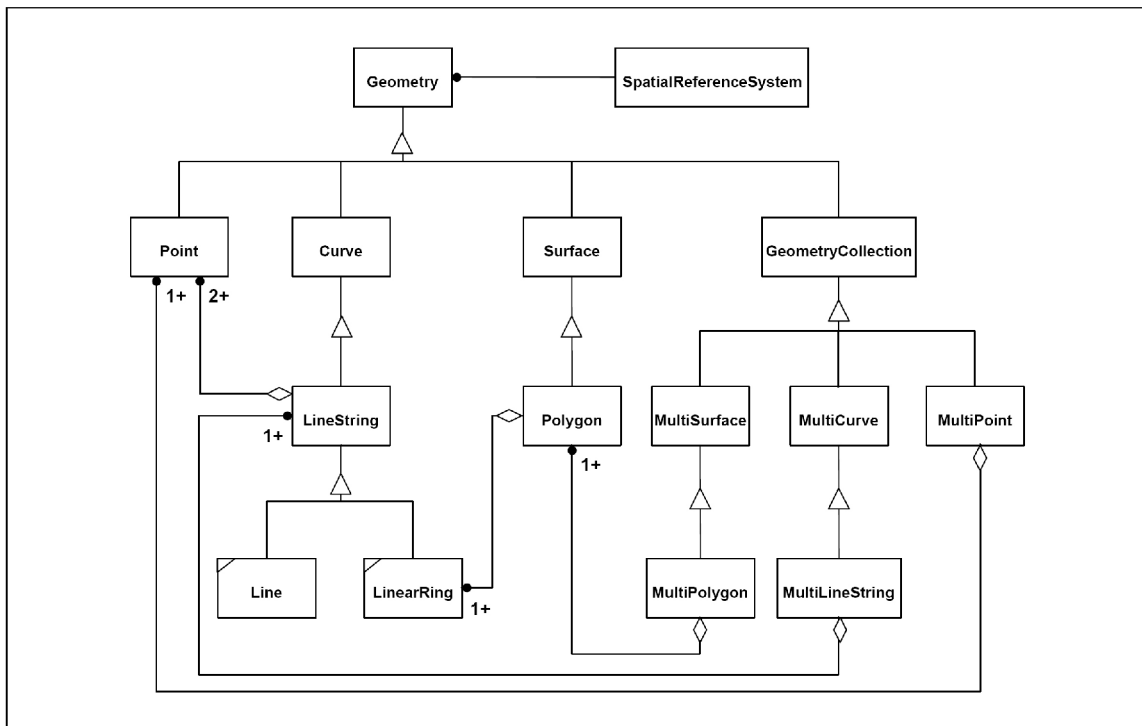 Geometry
SpatialReferenceSystem
Point
Curve
Surface
GeometryCollection
1+
2+
LineString
Polygon
MultiSurface
MultiCurve
MultiPoint
1+
1+
Line
LinearRing
MultiPolygon
MultiLineString
1+